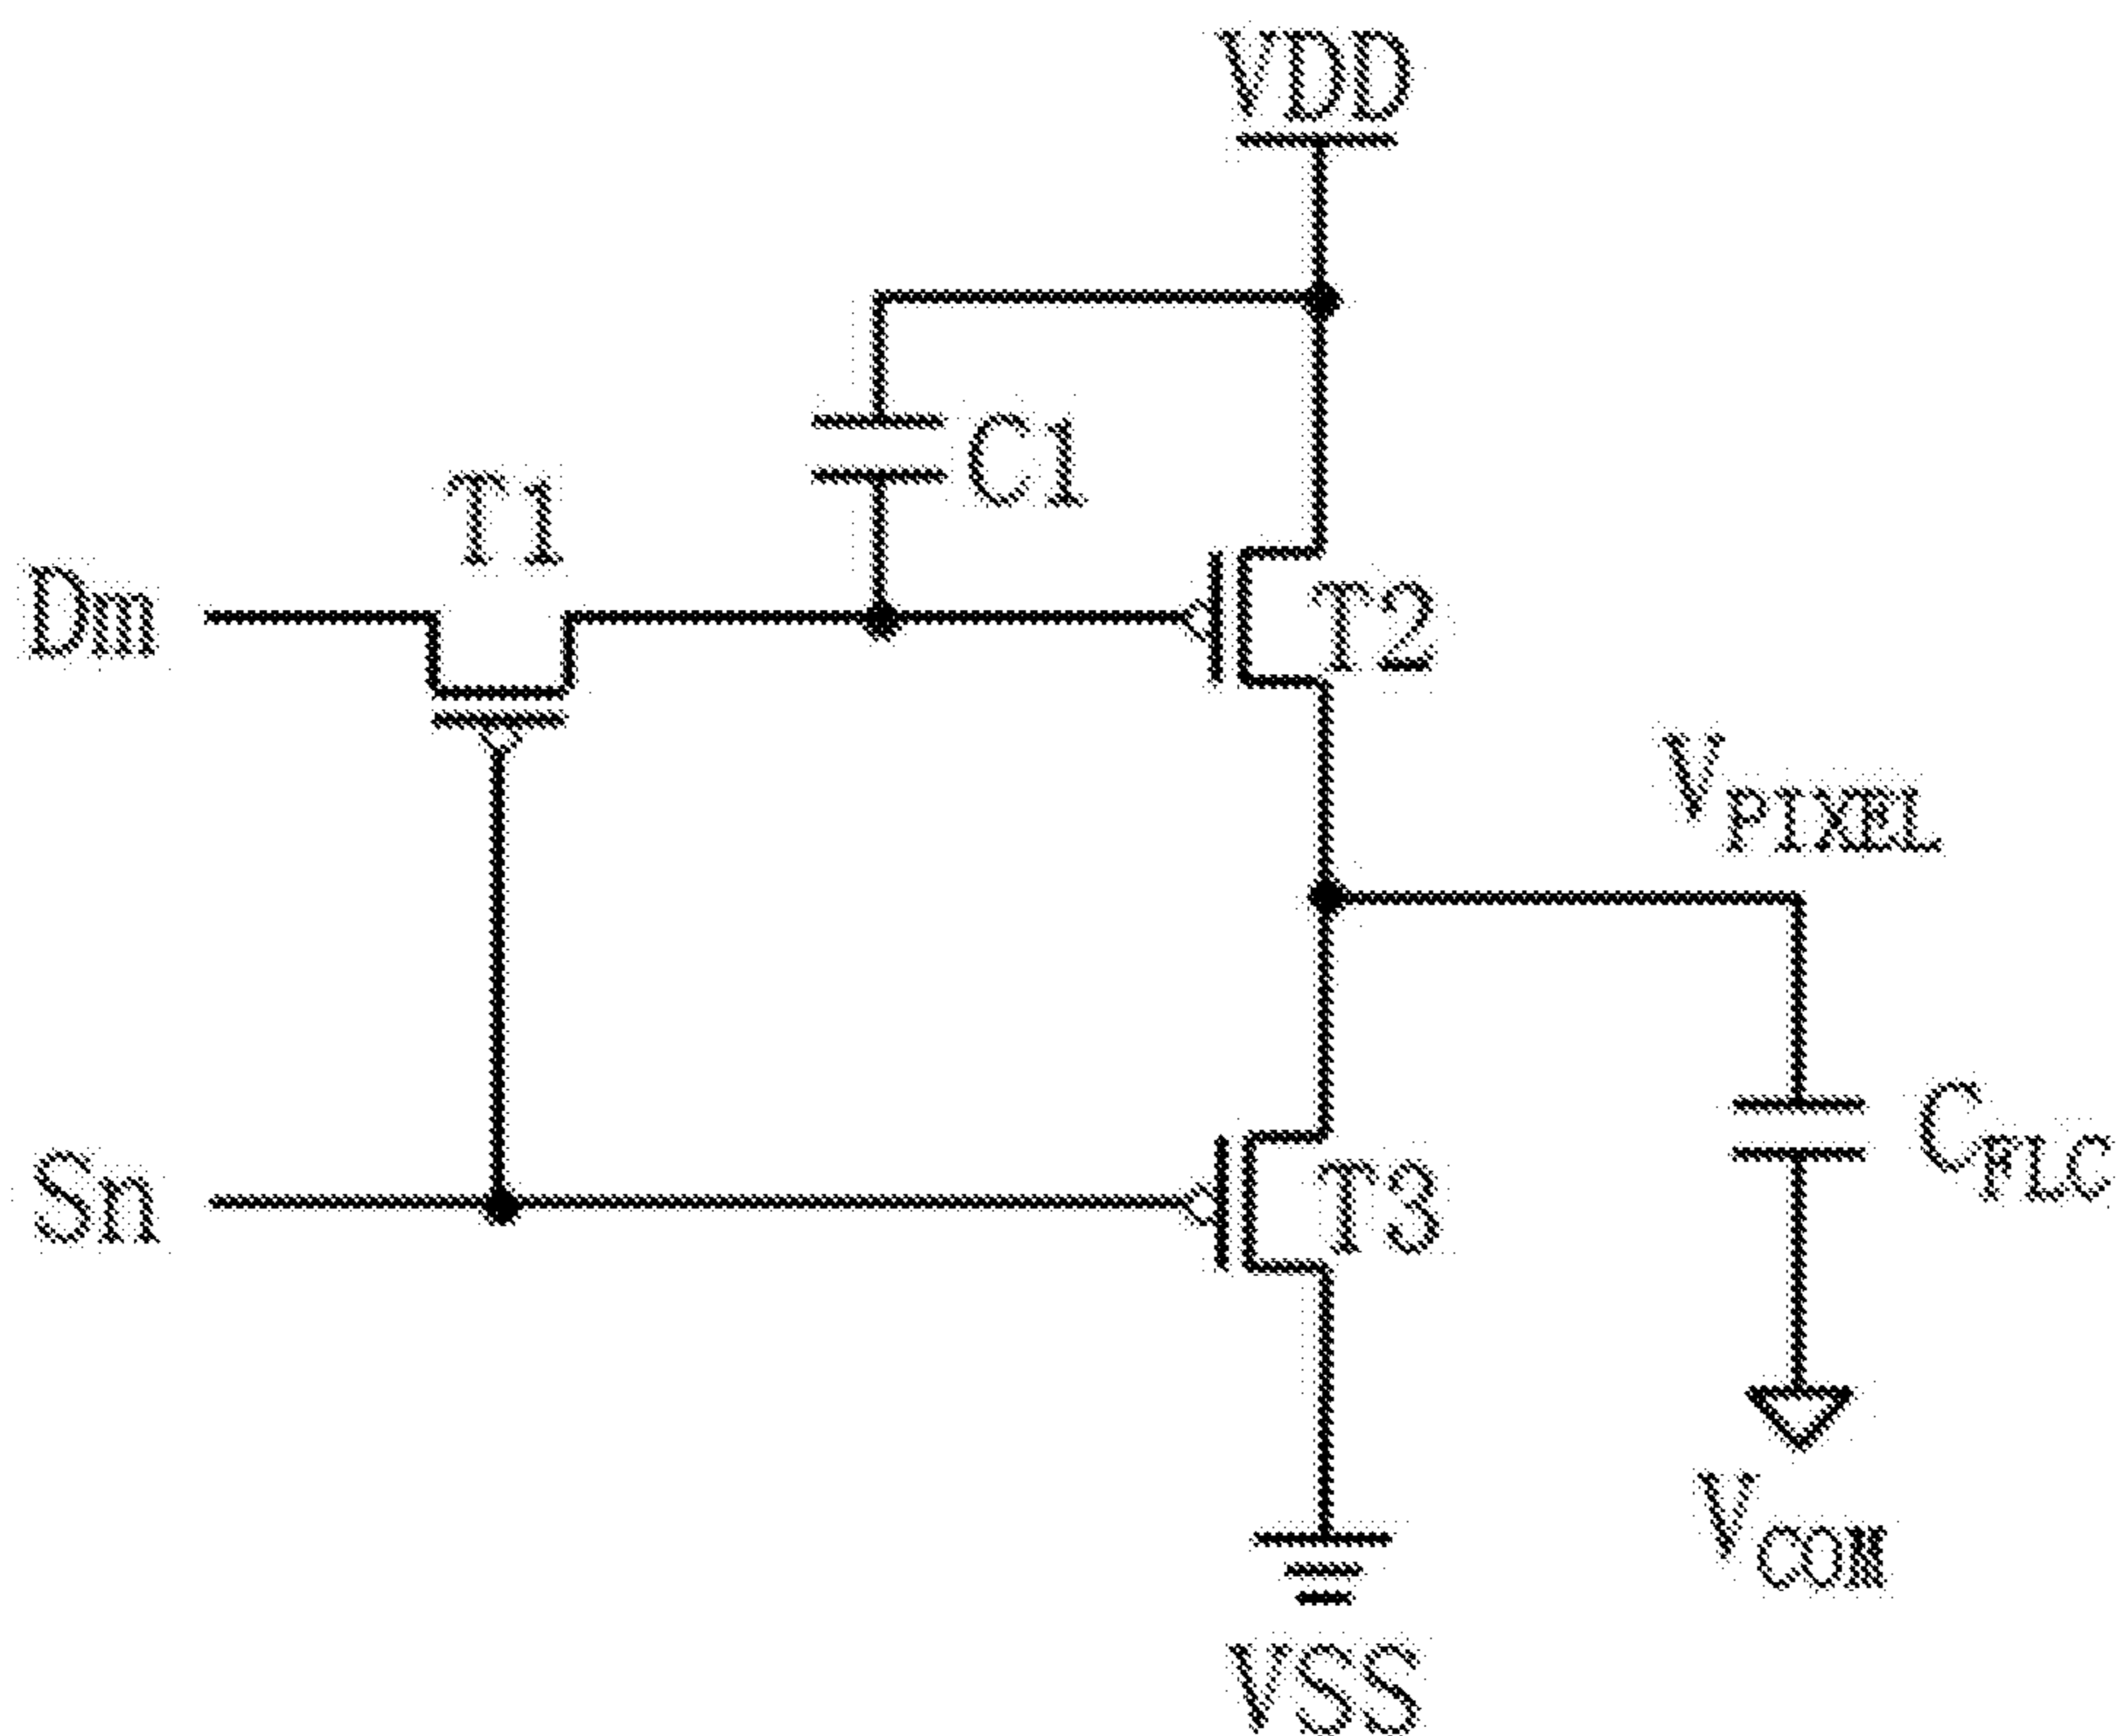 VDD
C1
T1
Dm
T2
VPIXEL
CFLC
Sn
T3
VCOM
VSS